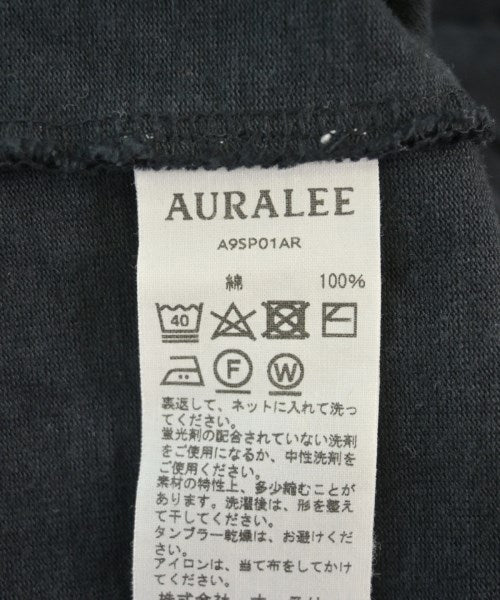 AURALEE
A9SP01AR
綿 100%
40
F W
裏返して、ネットに入れて洗っ
てください。
蛍光剤の配合されていない洗剤
をご使用になるか、中性洗剤を
ご使用ください。
素材の特性上、多少縮むことが
あります。洗濯後は、形を整え
て干してください。
タンブラー乾燥は、お避けくださ
い。
アイロンは、当て布をしてかけ
てください。